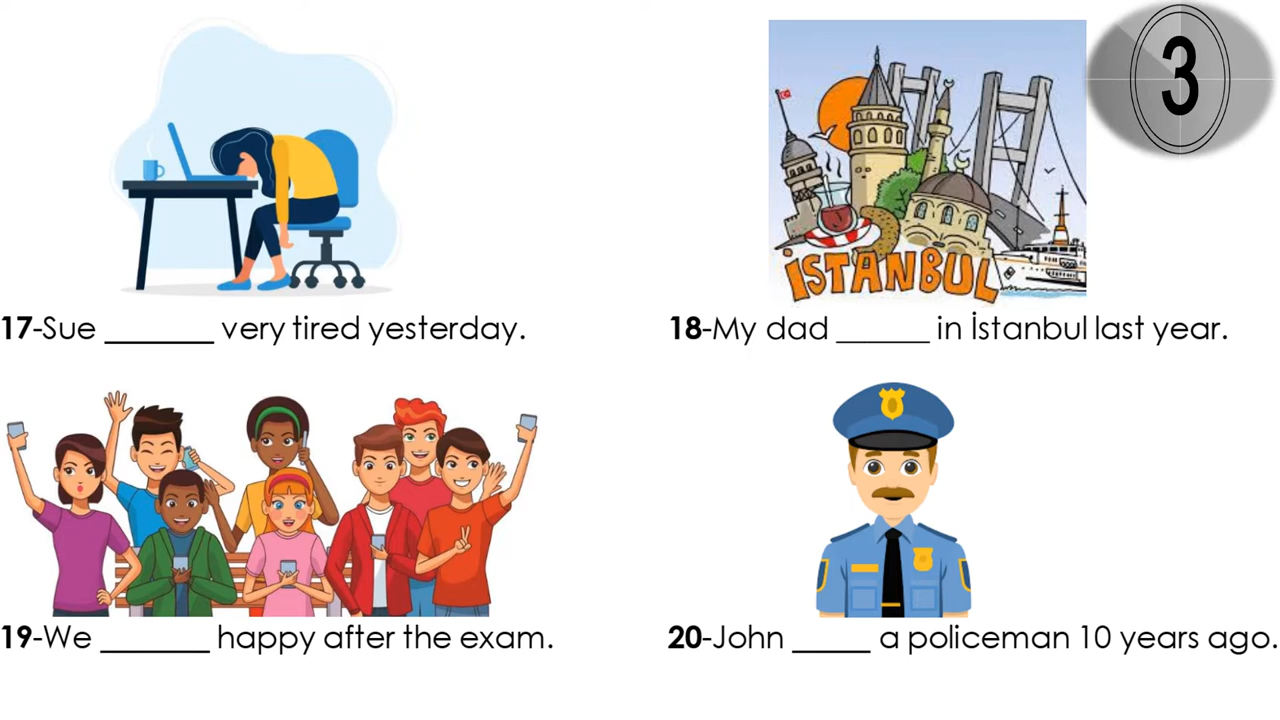 3
İSTANBUL
17-Sue _______ very tired yesterday.
18-My dad ______ in İstanbul last year.
19-We _______ happy after the exam.
20-John _____ a policeman 10 years ago.